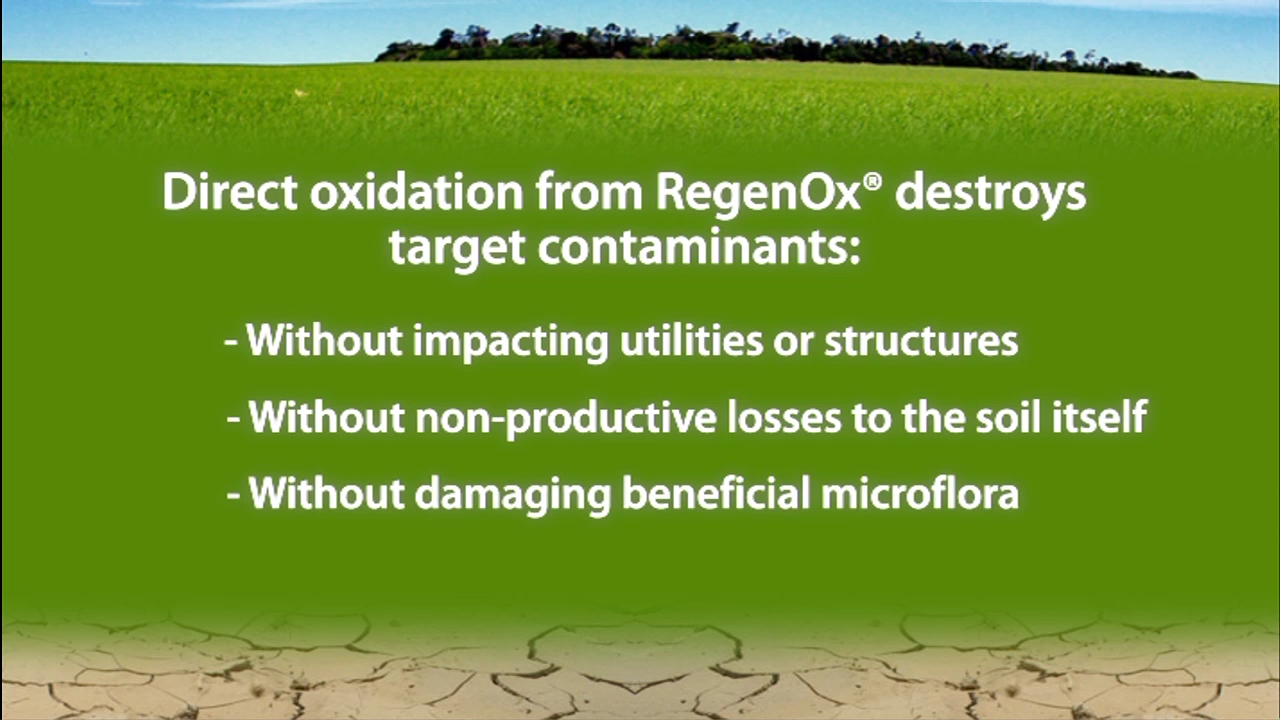 Direct oxidation from RegenOx® destroys
target contaminants:
- Without impacting utilities or structures
- Without non-productive losses to the soil itself
- Without damaging beneficial microflora